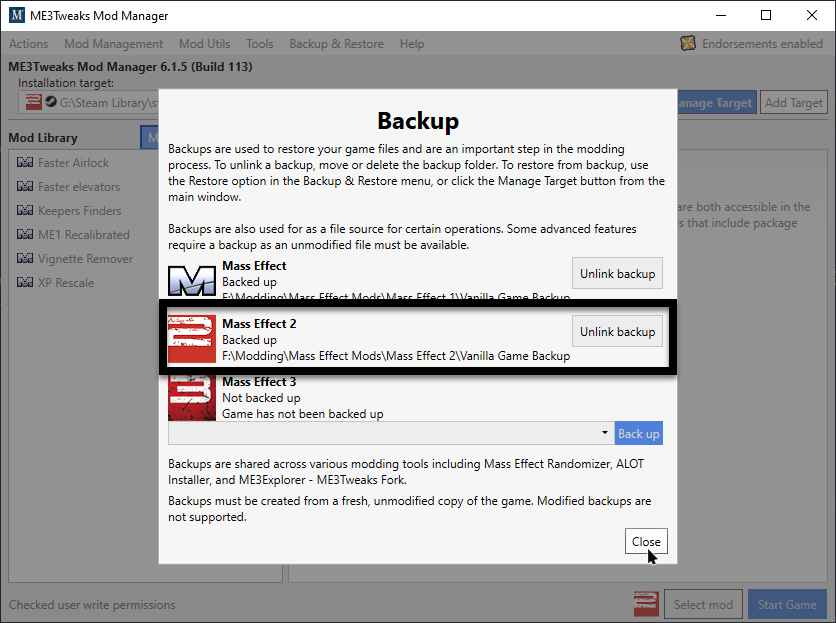 ME3Tweaks Mod Manager
Actions Mod Management Mod Utils Tools Backup & Restore Help Endorsements enabled
ME3Tweaks Mod Manager 6.1.5 (Build 113)
Installation target:
G:\Steam Library\s
anage Target Add Target
Mod Library M
Faster Airlock
Faster elevators
Keepers Finders
ME1 Recalibrated
Vignette Remover
XP Rescale
are both accessible in the
s that include package
Backup
Backups are used to restore your game files and are an important step in the modding
process. To unlink a backup, move or delete the backup folder. To restore from backup, use
the Restore option in the Backup & Restore menu, or click the Manage Target button from the
main window.
Backups are also used for as a file source for certain operations. Some advanced features
require a backup as an unmodified file must be available.
Mass Effect
Backed up
F:\Modding\Mass Effect Mods\Mass Effect 1\Vanilla Game Backup
Unlink backup
Mass Effect 2
Backed up
F:\Modding\Mass Effect Mods\Mass Effect 2\Vanilla Game Backup
Unlink backup
Mass Effect 3
Not backed up
Game has not been backed up
Back up
Backups are shared across various modding tools including Mass Effect Randomizer, ALOT
Installer, and ME3Explorer - ME3Tweaks Fork.
Backups must be created from a fresh, unmodified copy of the game. Modified backups are
not supported.
Close
Checked user write permissions
Select mod Start Game